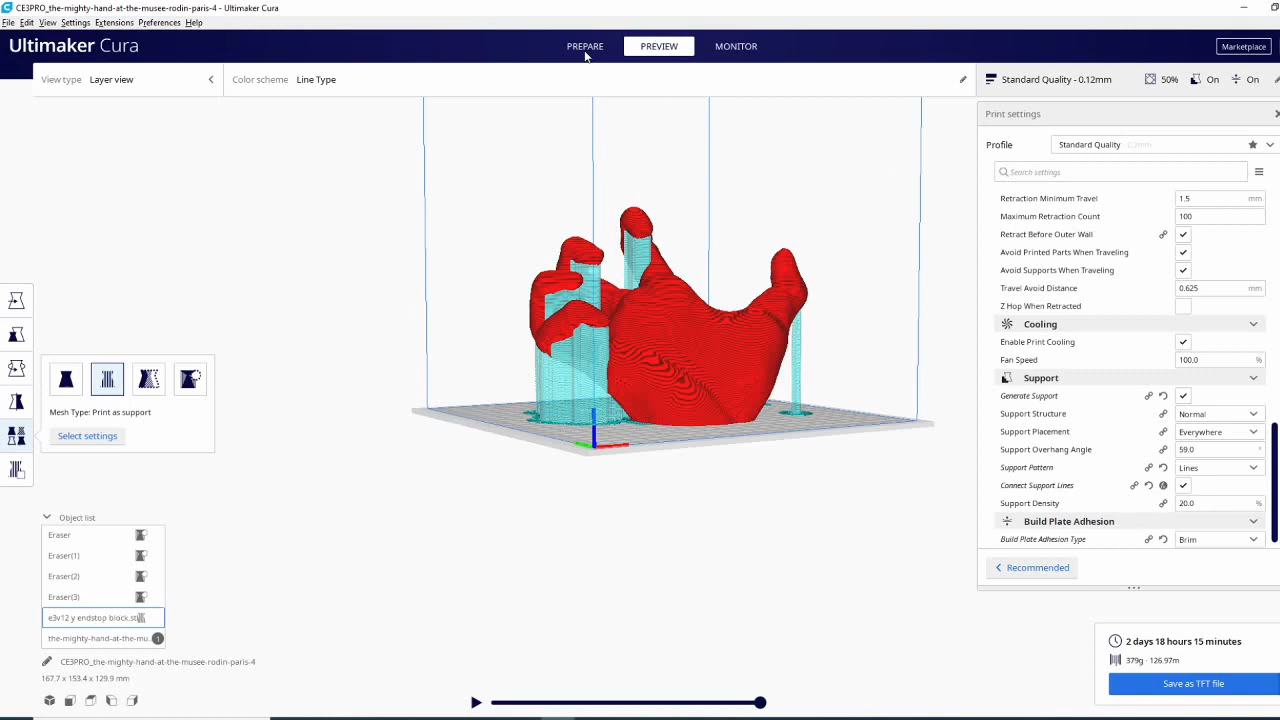 CE3PRO_the-mighty-hand-at-the-musee-rodin-paris-4 - Ultimaker Cura
File Edit View Settings Extensions Preferences Help
Ultimaker Cura
PREPARE PREVIEW MONITOR
Marketplace
View type Layer view
Color scheme Line Type
Standard Quality - 0.12mm 50% On On
Print settings
Profile Standard Quality 0.2mm
Search settings
Retraction Minimum Travel 1.5 mm
Maximum Retraction Count 100
Retract Before Outer Wall
Avoid Printed Parts When Traveling
Avoid Supports When Traveling
Travel Avoid Distance 0.625 mm
Z Hop When Retracted
Cooling
Enable Print Cooling
Fan Speed 100.0 %
Support
Generate Support
Support Structure Normal
Support Placement Everywhere
Support Overhang Angle 59.0 °
Support Pattern Lines
Connect Support Lines
Support Density 20.0 %
Build Plate Adhesion
Build Plate Adhesion Type Brim
Recommended
Mesh Type: Print as support
Select settings
Object list
Eraser
Eraser(1)
Eraser(2)
Eraser(3)
e3v12 y endstop block.stl
the-mighty-hand-at-the-mu... 1
CE3PRO_the-mighty-hand-at-the-musee-rodin-paris-4
167.7 x 153.4 x 129.9 mm
2 days 18 hours 15 minutes
379g · 126.97m
Save as TFT file